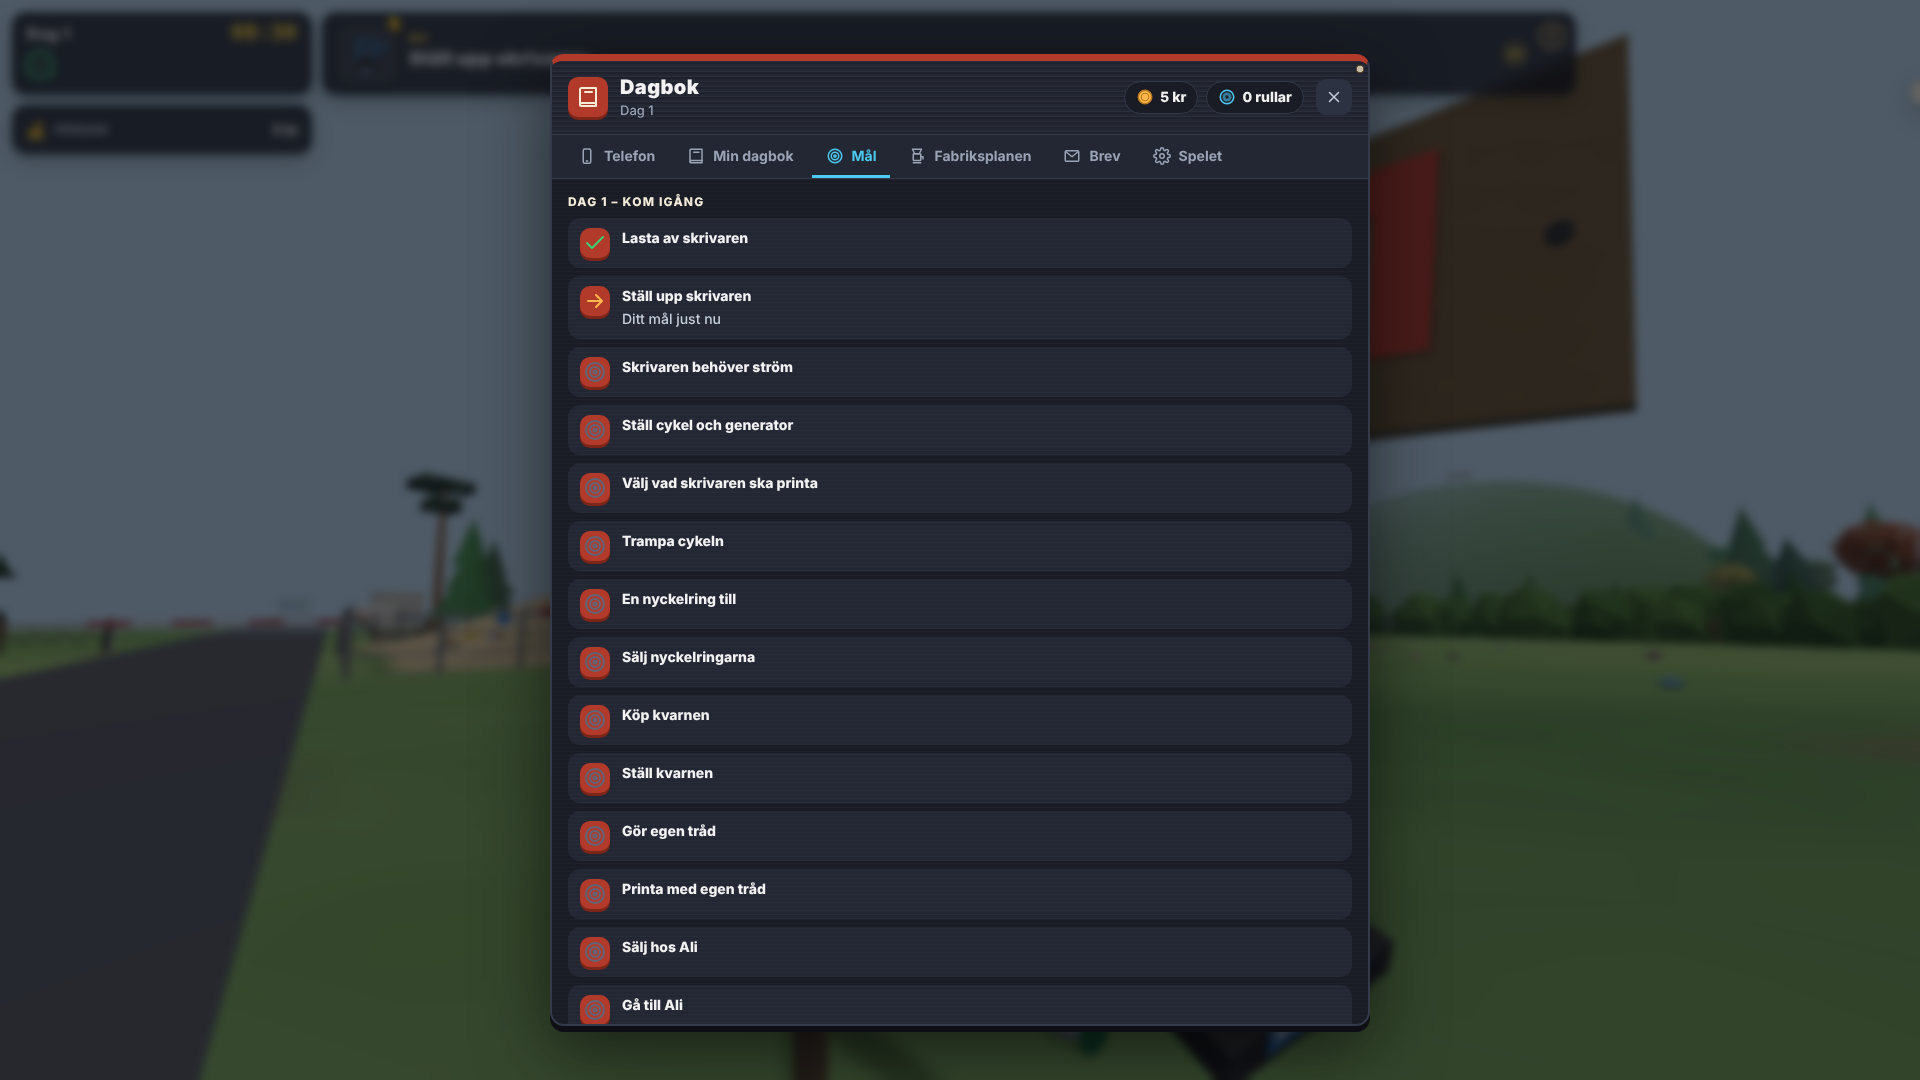 Dag 1
Dagbok
Dag 1
5 kr
0 rullar
Telefon
Min dagbok
Mål
Fabriksplanen
Brev
Spelet
DAG 1 – KOM IGÅNG
Lasta av skrivaren
Ställ upp skrivaren
Ditt mål just nu
Skrivaren behöver ström
Ställ cykel och generator
Välj vad skrivaren ska printa
Trampa cykeln
En nyckelring till
Sälj nyckelringarna
Köp kvarnen
Ställ kvarnen
Gör egen tråd
Printa med egen tråd
Sälj hos Ali
Gå till Ali